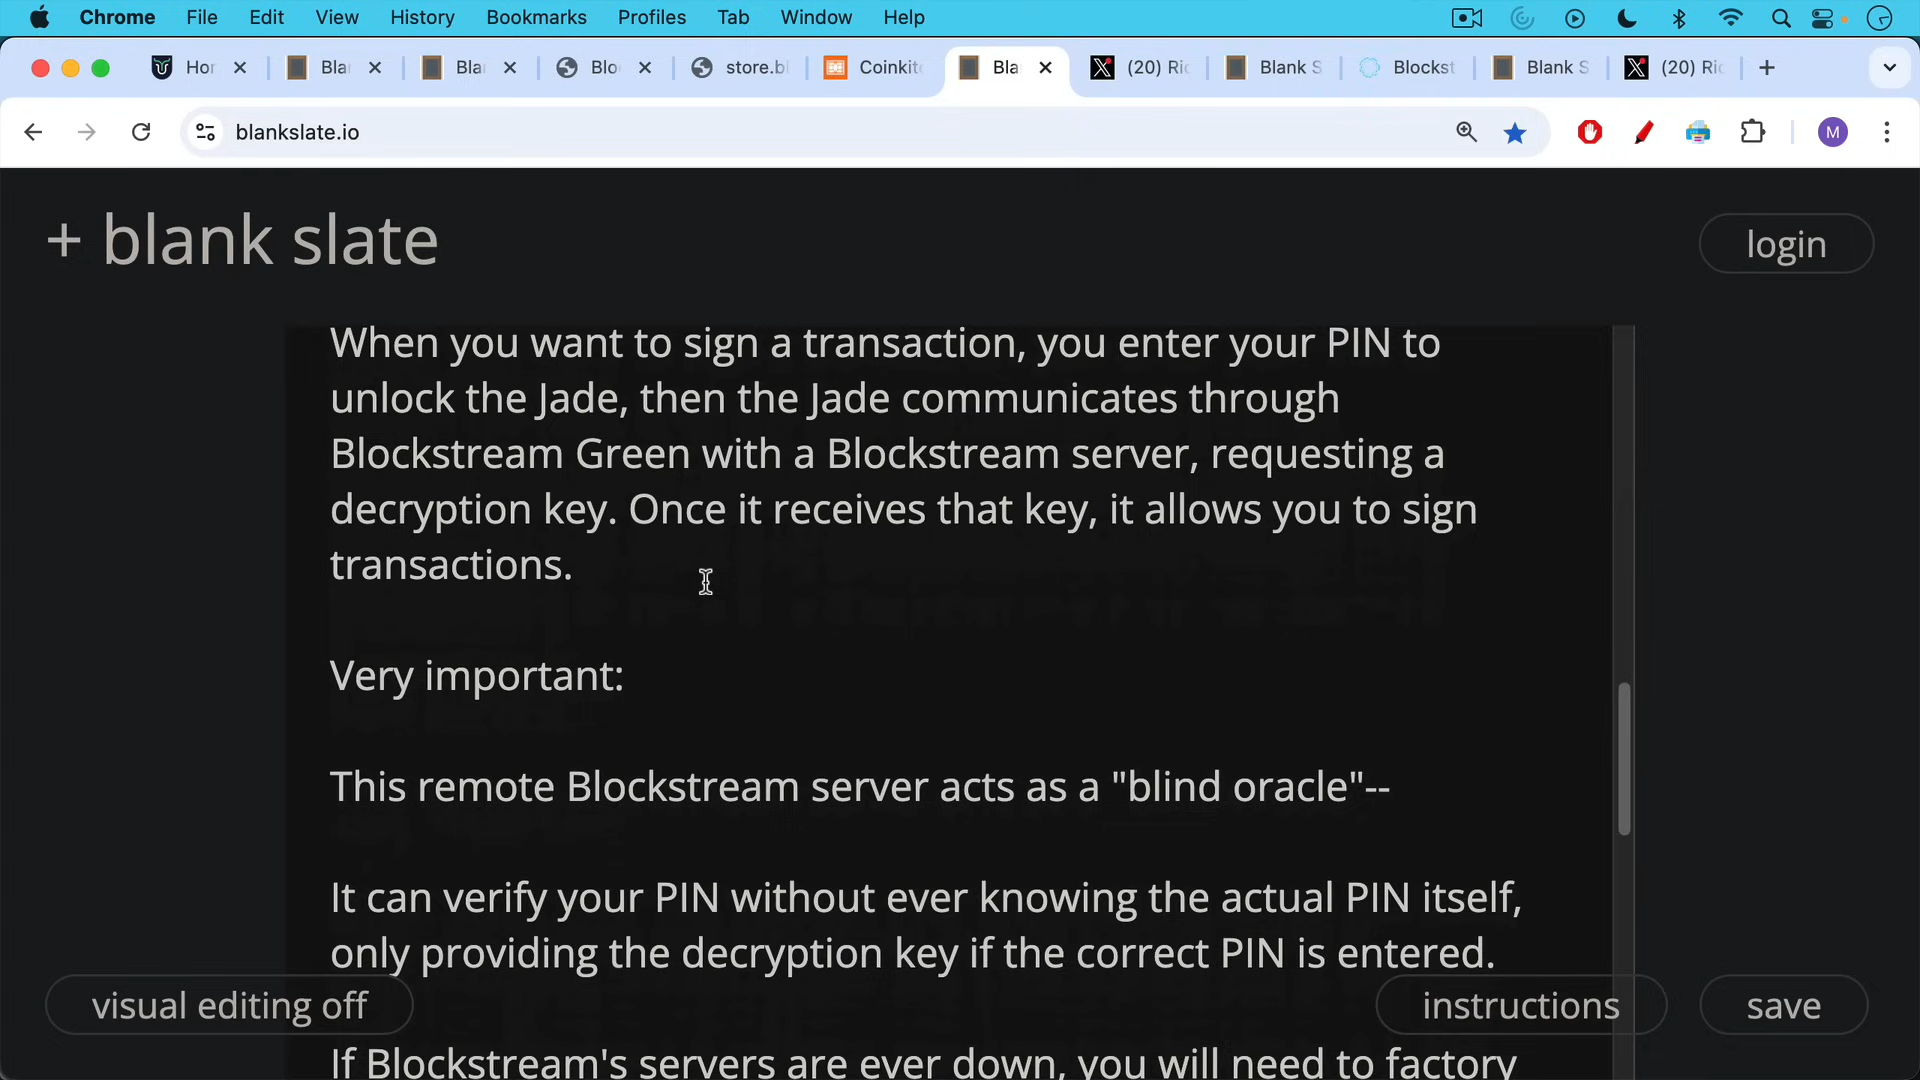 Chrome File Edit View History Bookmarks Profiles Tab Window Help
Hor Bla Bla Blo store.bl Coinkit Bla (20) Ric Blank S Blockst Blank S (20) Ric
blankslate.io
M
+ blank slate
login
When you want to sign a transaction, you enter your PIN to
unlock the Jade, then the Jade communicates through
Blockstream Green with a Blockstream server, requesting a
decryption key. Once it receives that key, it allows you to sign
transactions.
Very important:
This remote Blockstream server acts as a "blind oracle"--
It can verify your PIN without ever knowing the actual PIN itself,
only providing the decryption key if the correct PIN is entered.
visual editing off
instructions
save
If Blockstream's servers are ever down, you will need to factory